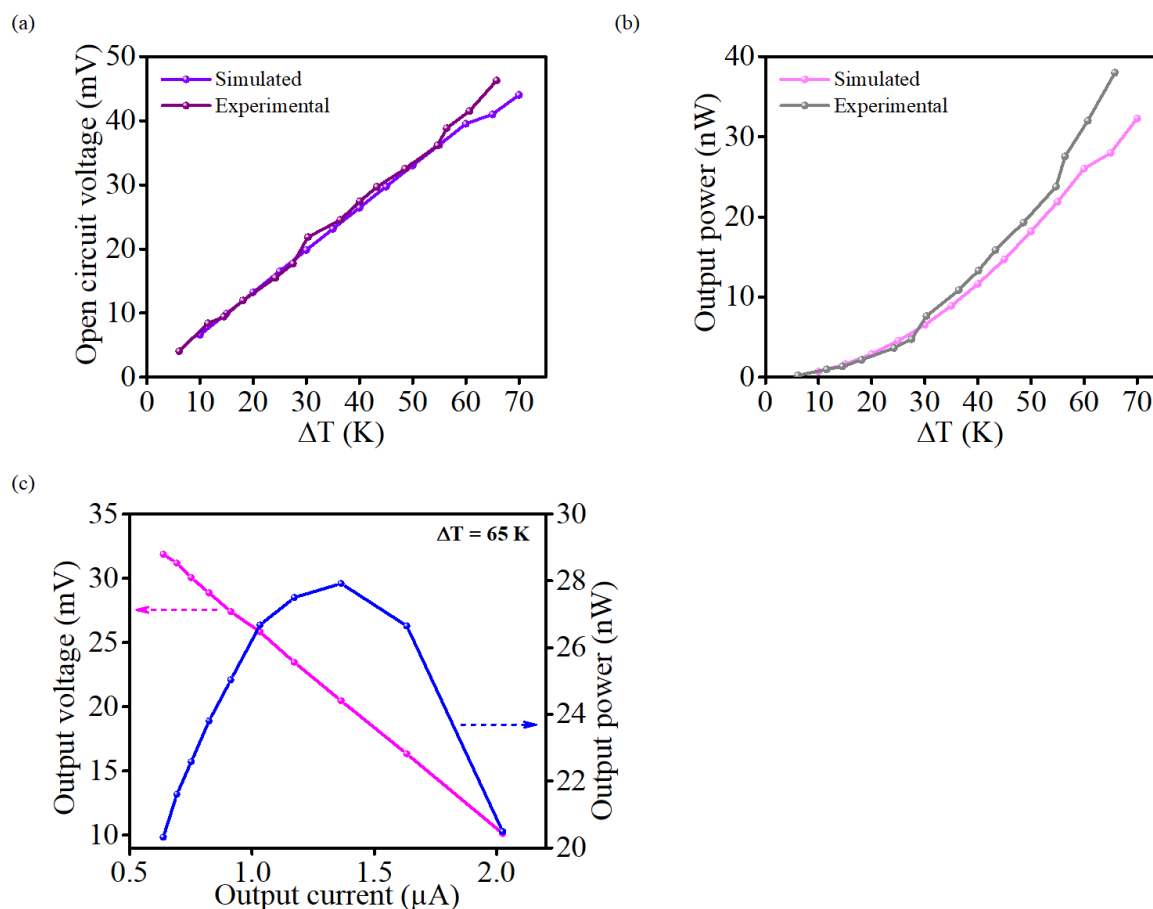 (a)
50
40
30
20
10
0
Open circuit voltage (mV)
Simulated
Experimental
0 10 20 30 40 50 60 70
ΔT (K)
(b)
40
30
20
10
0
Output power (nW)
Simulated
Experimental
0 10 20 30 40 50 60 70
ΔT (K)
(c)
35
30
25
20
15
10
Output voltage (mV)
ΔT = 65 K
30
28
26
24
22
20
Output power (nW)
0.5 1.0 1.5 2.0
Output current (µA)